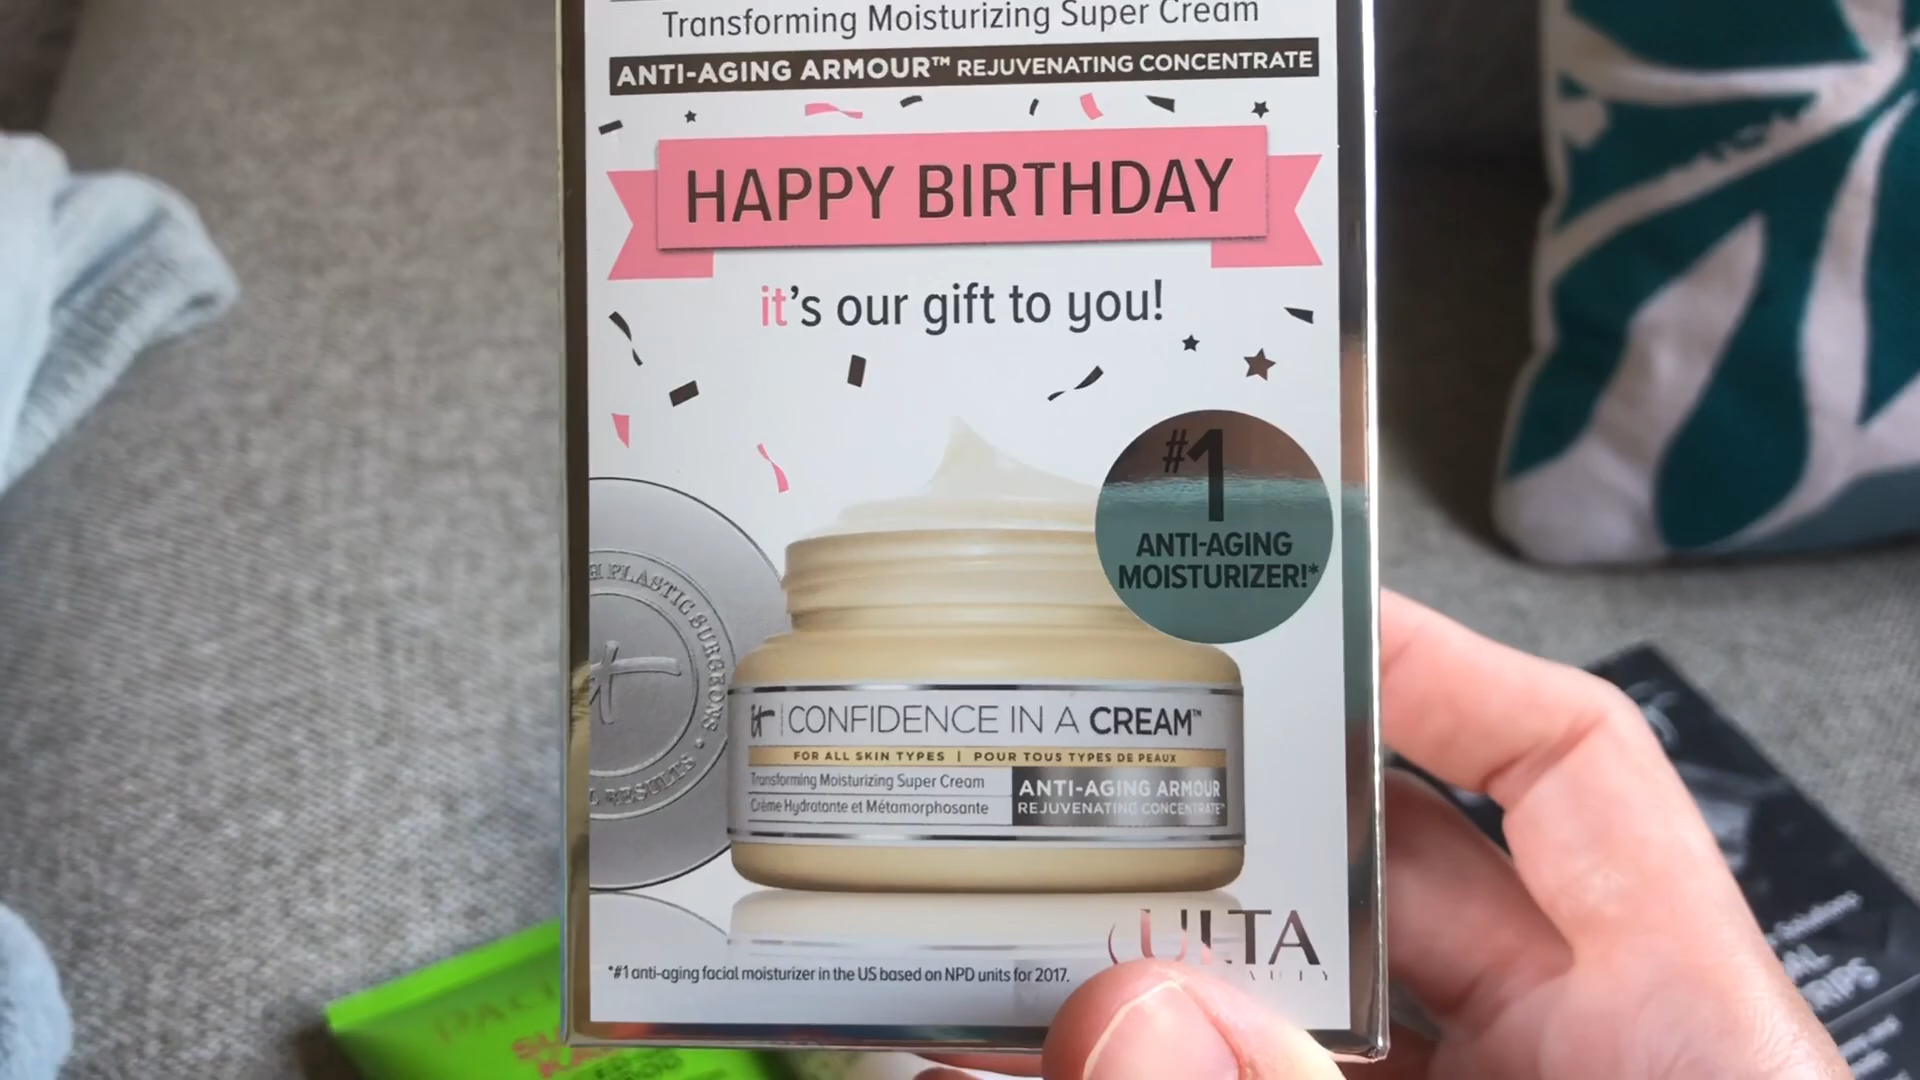 Transforming Moisturizing Super Cream
ANTI-AGING ARMOUR™ REJUVENATING CONCENTRATE
HAPPY BIRTHDAY
it's our gift to you!
#1
ANTI-AGING
MOISTURIZER!*
PLASTIC SURGEONS
RESULTS
it
it CONFIDENCE IN A CREAM™
FOR ALL SKIN TYPES | POUR TOUS TYPES DE PEAUX
Transforming Moisturizing Super Cream
Crème Hydratante et Métamorphosante
ANTI-AGING ARMOUR
REJUVENATING CONCENTRATE™
ULTA
*#1 anti-aging facial moisturizer in the US based on NPD units for 2017.